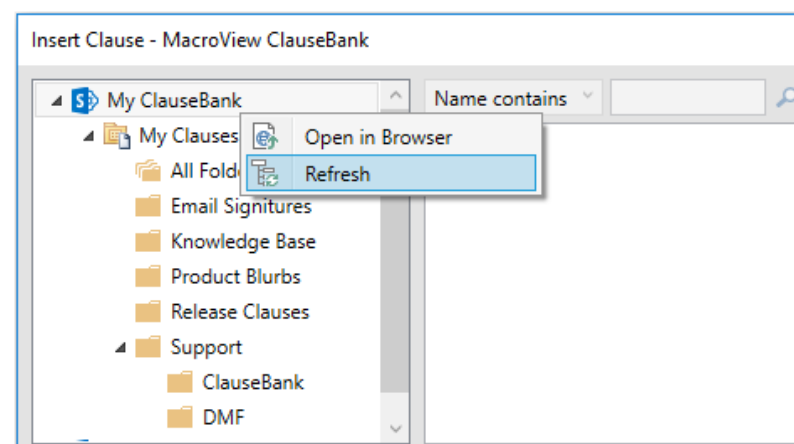 Insert Clause - MacroView ClauseBank
My ClauseBank
Name contains
My Clauses
Open in Browser
All Fold
Refresh
Email Signitures
Knowledge Base
Product Blurbs
Release Clauses
Support
ClauseBank
DMF